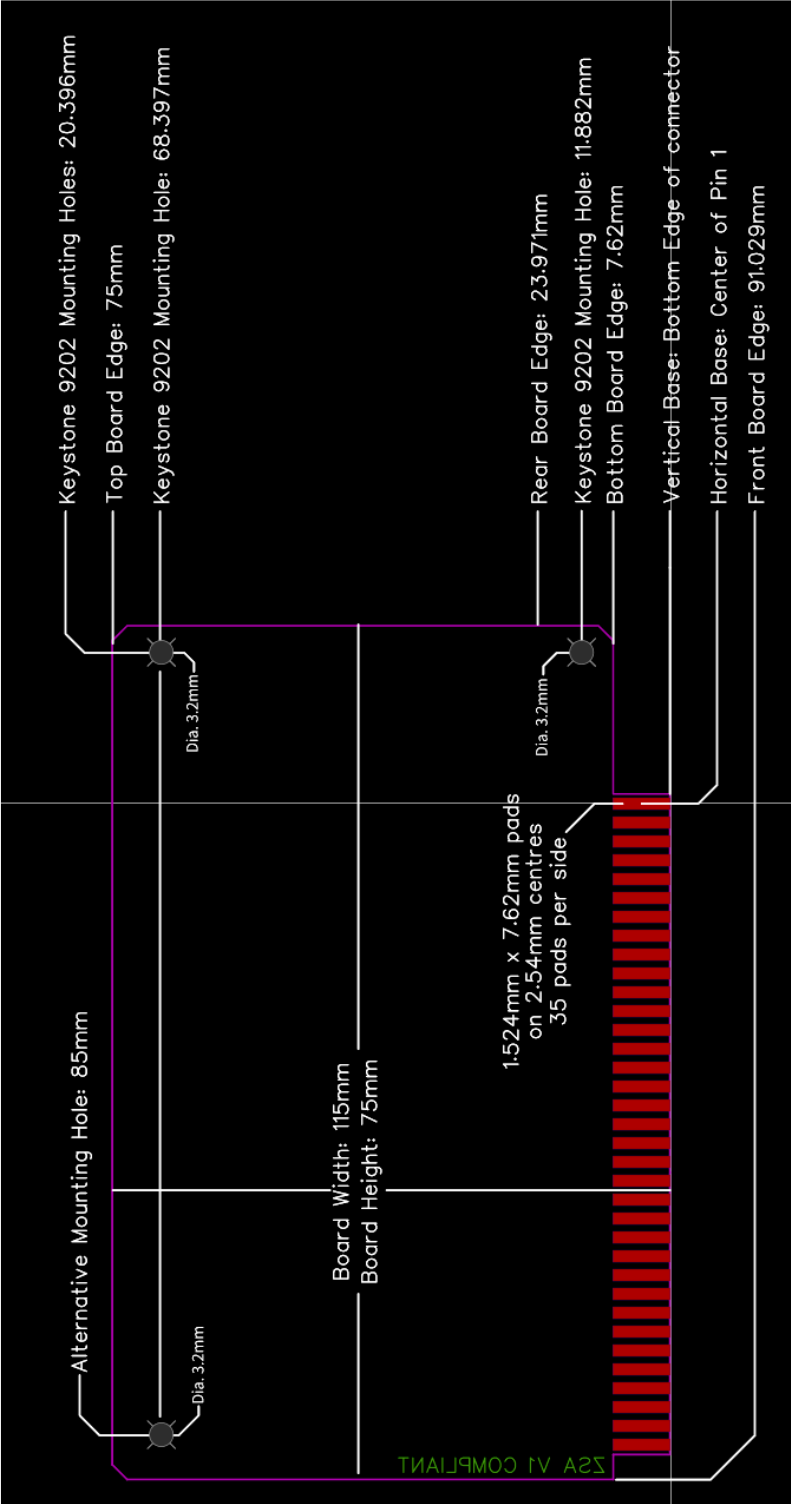 Keystone 9202 Mounting Holes: 20.396mm
Top Board Edge: 75mm
Keystone 9202 Mounting Hole: 68.397mm
Rear Board Edge: 23.971mm
Keystone 9202 Mounting Hole: 11.882mm
Bottom Board Edge: 7.62mm
Vertical Base: Bottom Edge of connector
Horizontal Base: Center of Pin 1
Front Board Edge: 91.029mm
Dia. 3.2mm
Dia. 3.2mm
1.524mm x 7.62mm pads
on 2.54mm centres
35 pads per side
Alternative Mounting Hole: 85mm
Dia. 3.2mm
Board Width: 115mm
Board Height: 75mm
ZSA V1 COMPLIANT